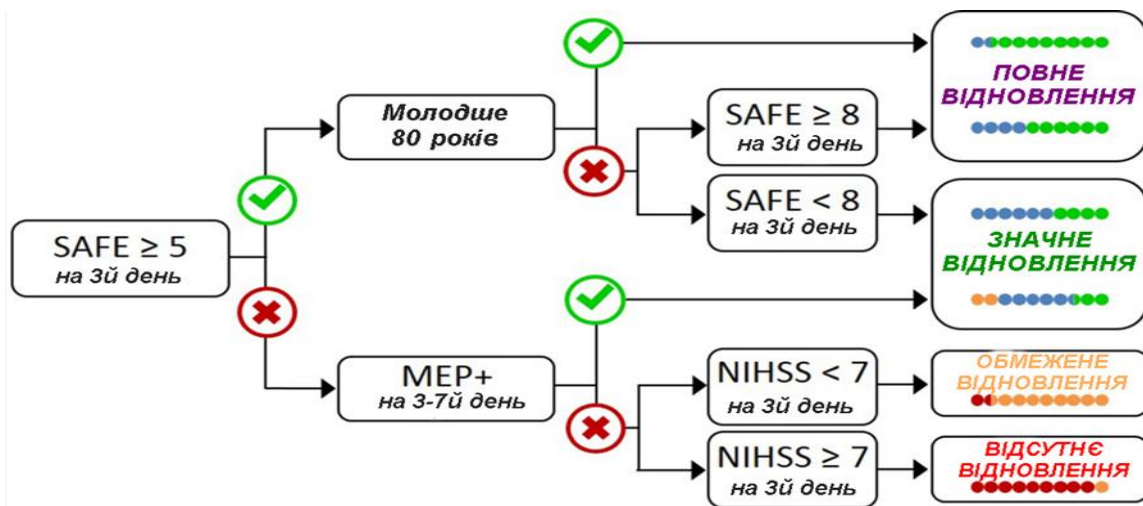 SAFE ≥ 5
на 3й день
Молодше
80 років
SAFE ≥ 8
на 3й день
SAFE < 8
на 3й день
ПОВНЕ
ВІДНОВЛЕННЯ
ЗНАЧНЕ
ВІДНОВЛЕННЯ
MEP+
на 3-7й день
NIHSS < 7
на 3й день
NIHSS ≥ 7
на 3й день
ОБМЕЖЕНЕ
ВІДНОВЛЕННЯ
ВІДСУТНЄ
ВІДНОВЛЕННЯ